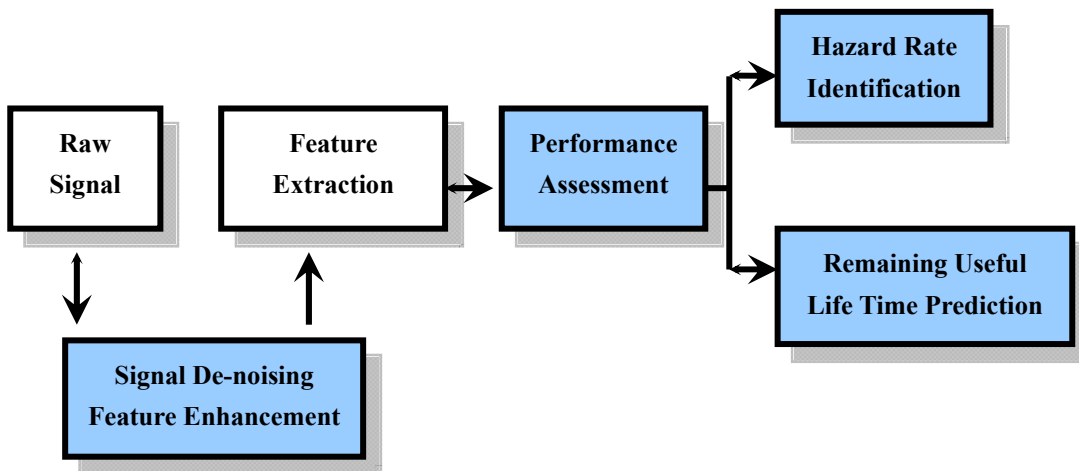 Raw
Signal
Signal De-noising
Feature Enhancement
Feature
Extraction
Performance
Assessment
Hazard Rate
Identification
Remaining Useful
Life Time Prediction